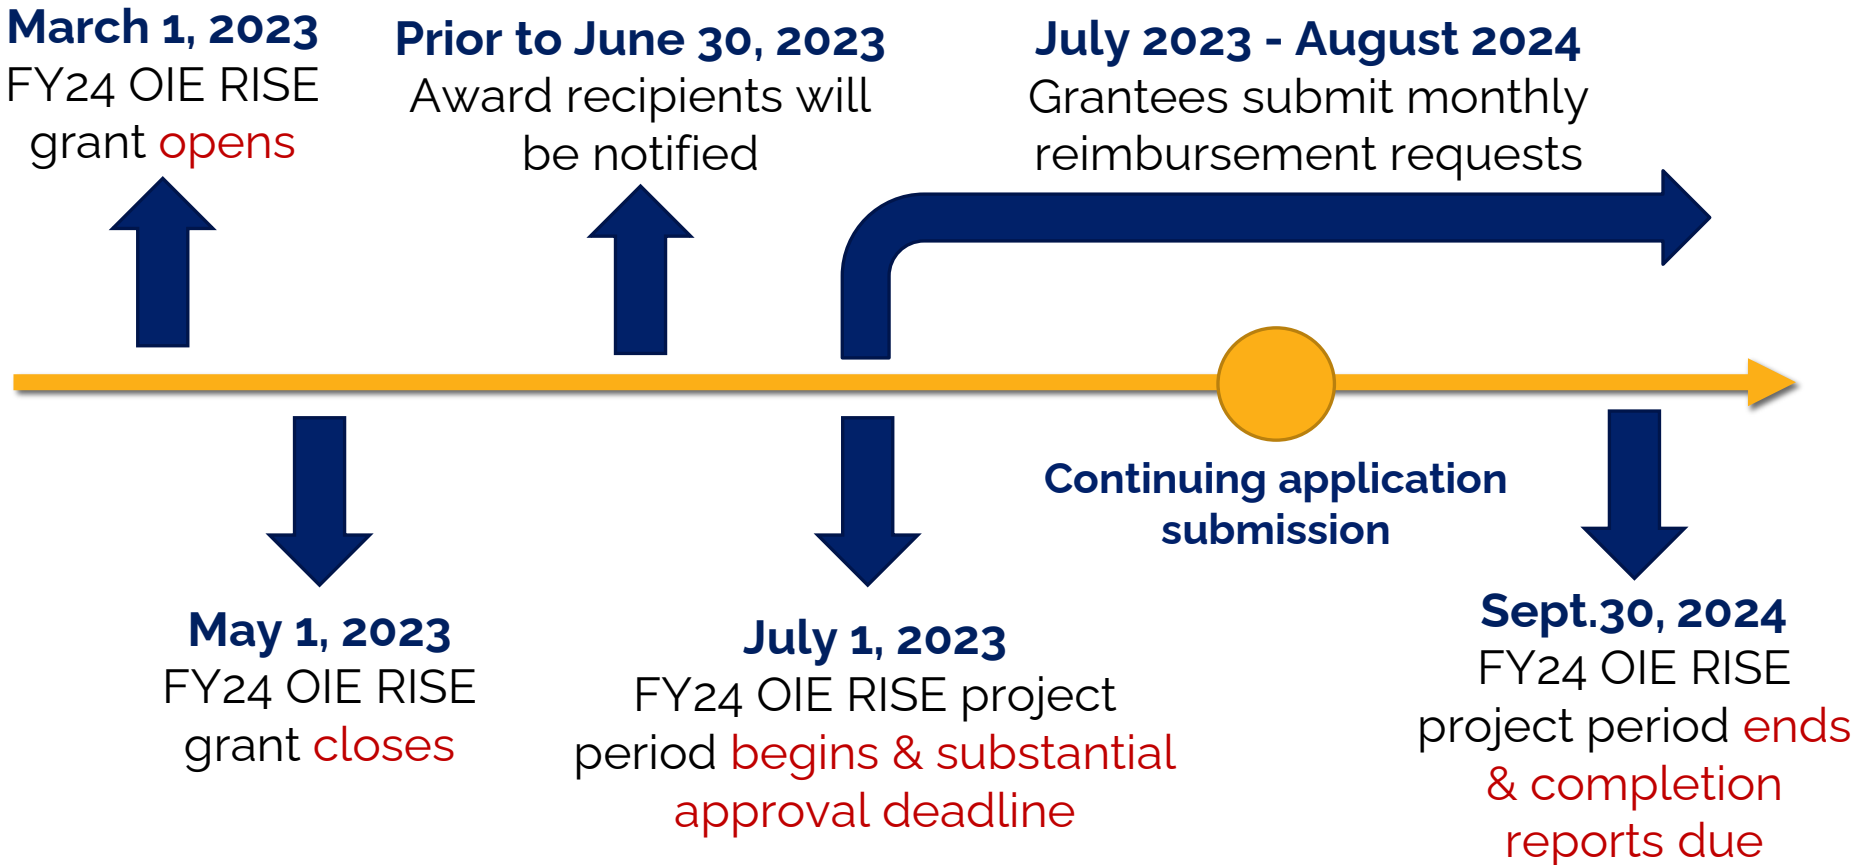 March 1, 2023
FY24 OIE RISE
grant opens
Prior to June 30, 2023
Award recipients will
be notified
July 2023 - August 2024
Grantees submit monthly
reimbursement requests
Continuing application
submission
May 1, 2023
FY24 OIE RISE
grant closes
July 1, 2023
FY24 OIE RISE project
period begins & substantial
approval deadline
Sept.30, 2024
FY24 OIE RISE
project period ends
& completion
reports due